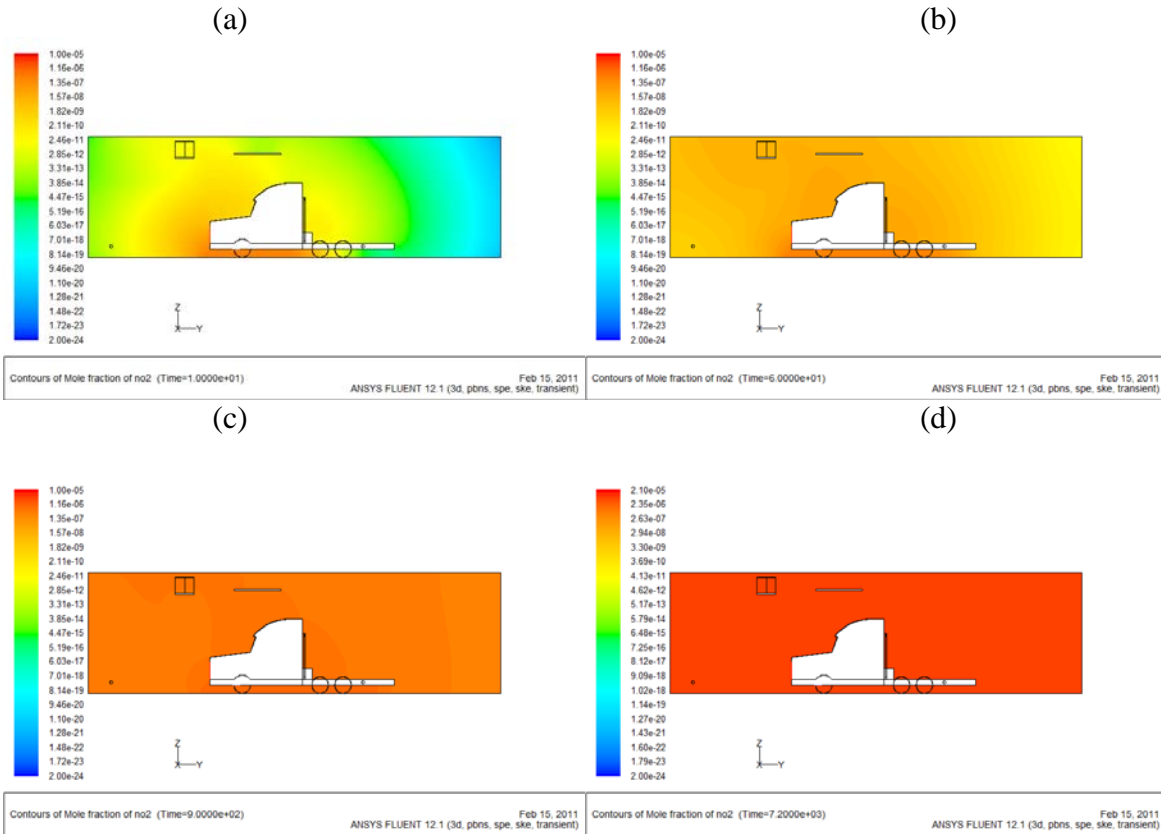 (a)
1.00e-05
1.16e-06
1.35e-07
1.57e-08
1.82e-09
2.11e-10
2.46e-11
2.85e-12
3.31e-13
3.85e-14
4.47e-15
5.19e-16
6.03e-17
7.01e-18
8.14e-19
9.46e-20
1.10e-20
1.28e-21
1.48e-22
1.72e-23
2.00e-24
Z
X Y
Contours of Mole fraction of no2 (Time=1.0000e+01)
Feb 15, 2011
ANSYS FLUENT 12.1 (3d, pbns, spe, ske, transient)
(b)
1.00e-05
1.16e-06
1.35e-07
1.57e-08
1.82e-09
2.11e-10
2.46e-11
2.85e-12
3.31e-13
3.85e-14
4.47e-15
5.19e-16
6.03e-17
7.01e-18
8.14e-19
9.46e-20
1.10e-20
1.28e-21
1.48e-22
1.72e-23
2.00e-24
Z
X Y
Contours of Mole fraction of no2 (Time=6.0000e+01)
Feb 15, 2011
ANSYS FLUENT 12.1 (3d, pbns, spe, ske, transient)
(c)
1.00e-05
1.16e-06
1.35e-07
1.57e-08
1.82e-09
2.11e-10
2.46e-11
2.85e-12
3.31e-13
3.85e-14
4.47e-15
5.19e-16
6.03e-17
7.01e-18
8.14e-19
9.46e-20
1.10e-20
1.28e-21
1.48e-22
1.72e-23
2.00e-24
Z
X Y
Contours of Mole fraction of no2 (Time=9.0000e+02)
Feb 15, 2011
ANSYS FLUENT 12.1 (3d, pbns, spe, ske, transient)
(d)
2.10e-05
2.35e-06
2.63e-07
2.94e-08
3.30e-09
3.69e-10
4.13e-11
4.62e-12
5.17e-13
5.79e-14
6.48e-15
7.25e-16
8.12e-17
9.09e-18
1.02e-18
1.14e-19
1.27e-20
1.43e-21
1.60e-22
1.79e-23
2.00e-24
Z
X Y
Contours of Mole fraction of no2 (Time=7.2000e+03)
Feb 15, 2011
ANSYS FLUENT 12.1 (3d, pbns, spe, ske, transient)